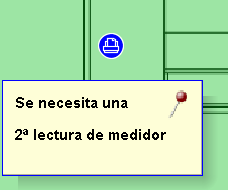 Se necesita una
2ª lectura de medidor